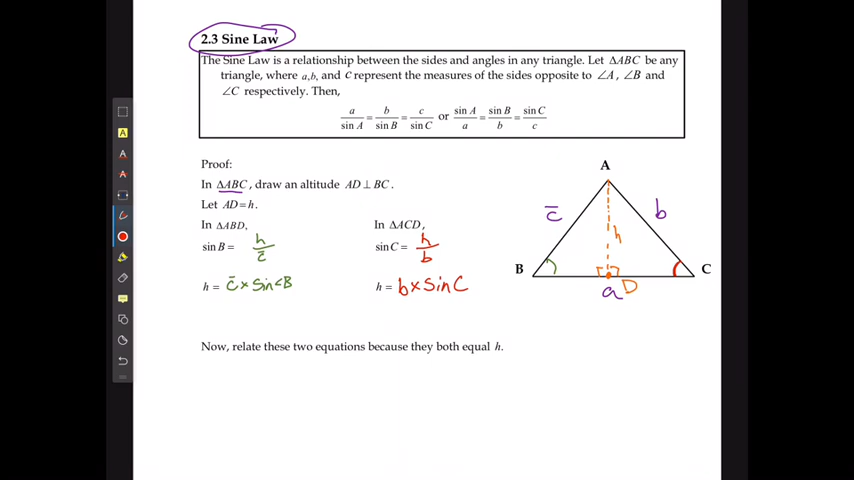 2.3 Sine Law
The Sine Law is a relationship between the sides and angles in any triangle. Let ΔABC be any
triangle, where a,b, and c represent the measures of the sides opposite to ∠A, ∠B and
∠C respectively. Then,
a/sin A = b/sin B = c/sin C or sin A/a = sin B/b = sin C/c
Proof:
In ΔABC, draw an altitude AD ⊥ BC.
Let AD = h.
In ΔABD,
sin B = h/c̄
h = c̄ × sin∠B
In ΔACD,
sin C = h/b
h = b × sin C
Now, relate these two equations because they both equal h.
A
c̄
b
h
B
C
a
D
A
A
A